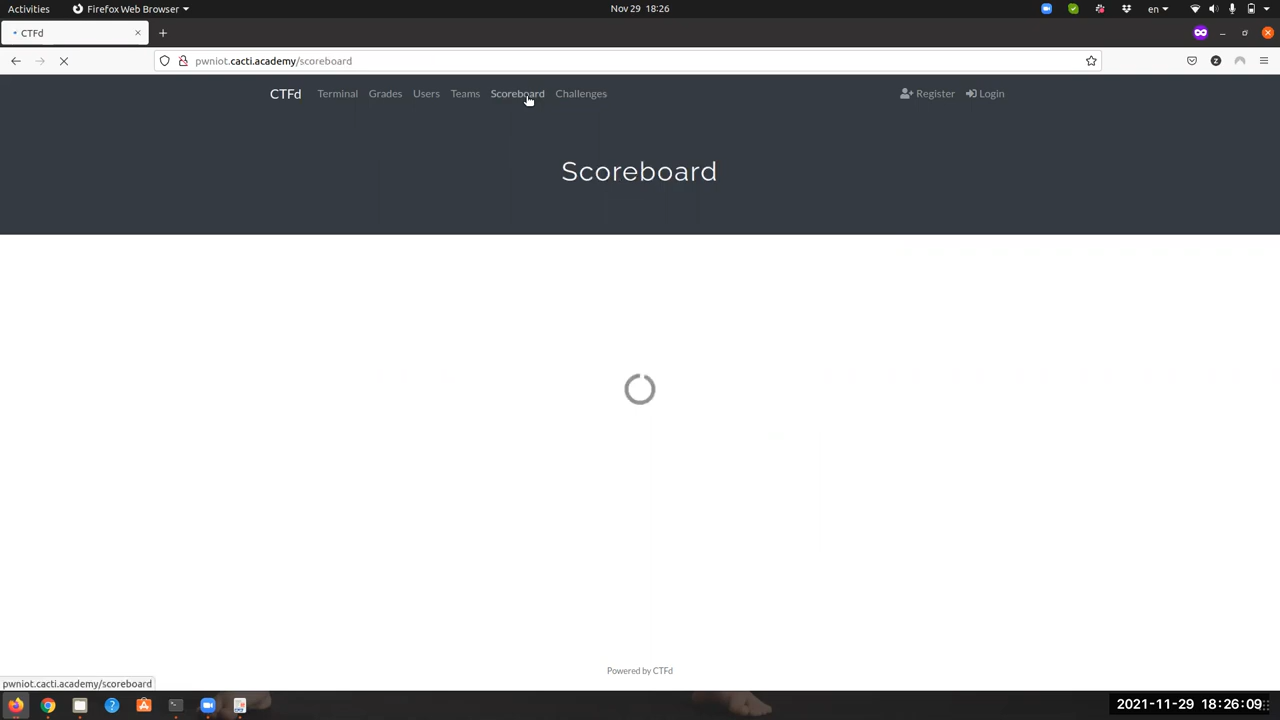 Activities Firefox Web Browser Nov 29 18:26 en
CTFd
pwniot.cacti.academy/scoreboard
CTFd Terminal Grades Users Teams Scoreboard Challenges Register Login
Scoreboard
Powered by CTFd
pwniot.cacti.academy/scoreboard
2021-11-29 18:26:09